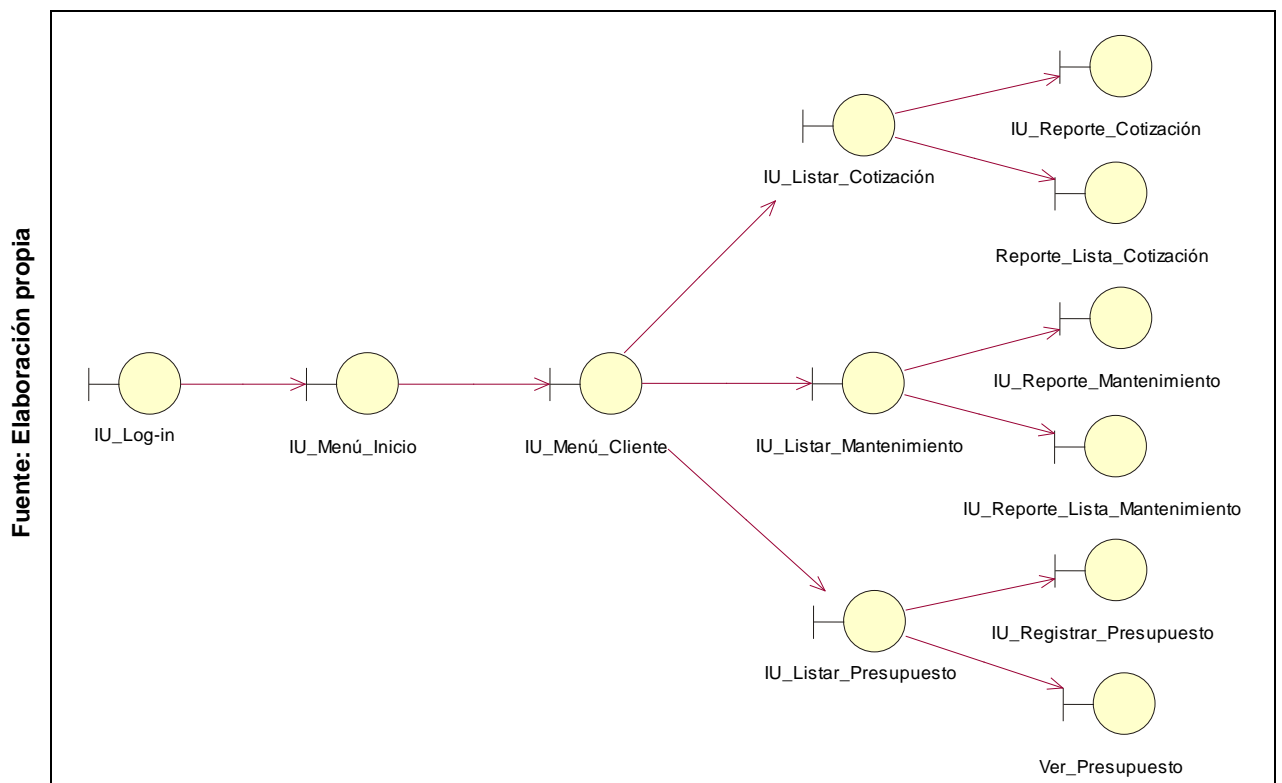 Fuente: Elaboración propia
IU_Reporte_Cotización
IU_Listar_Cotización
Reporte_Lista_Cotización
IU_Reporte_Mantenimiento
IU_Log-in
IU_Menú_Inicio
IU_Menú_Cliente
IU_Listar_Mantenimiento
IU_Reporte_Lista_Mantenimiento
IU_Registrar_Presupuesto
IU_Listar_Presupuesto
Ver_Presupuesto